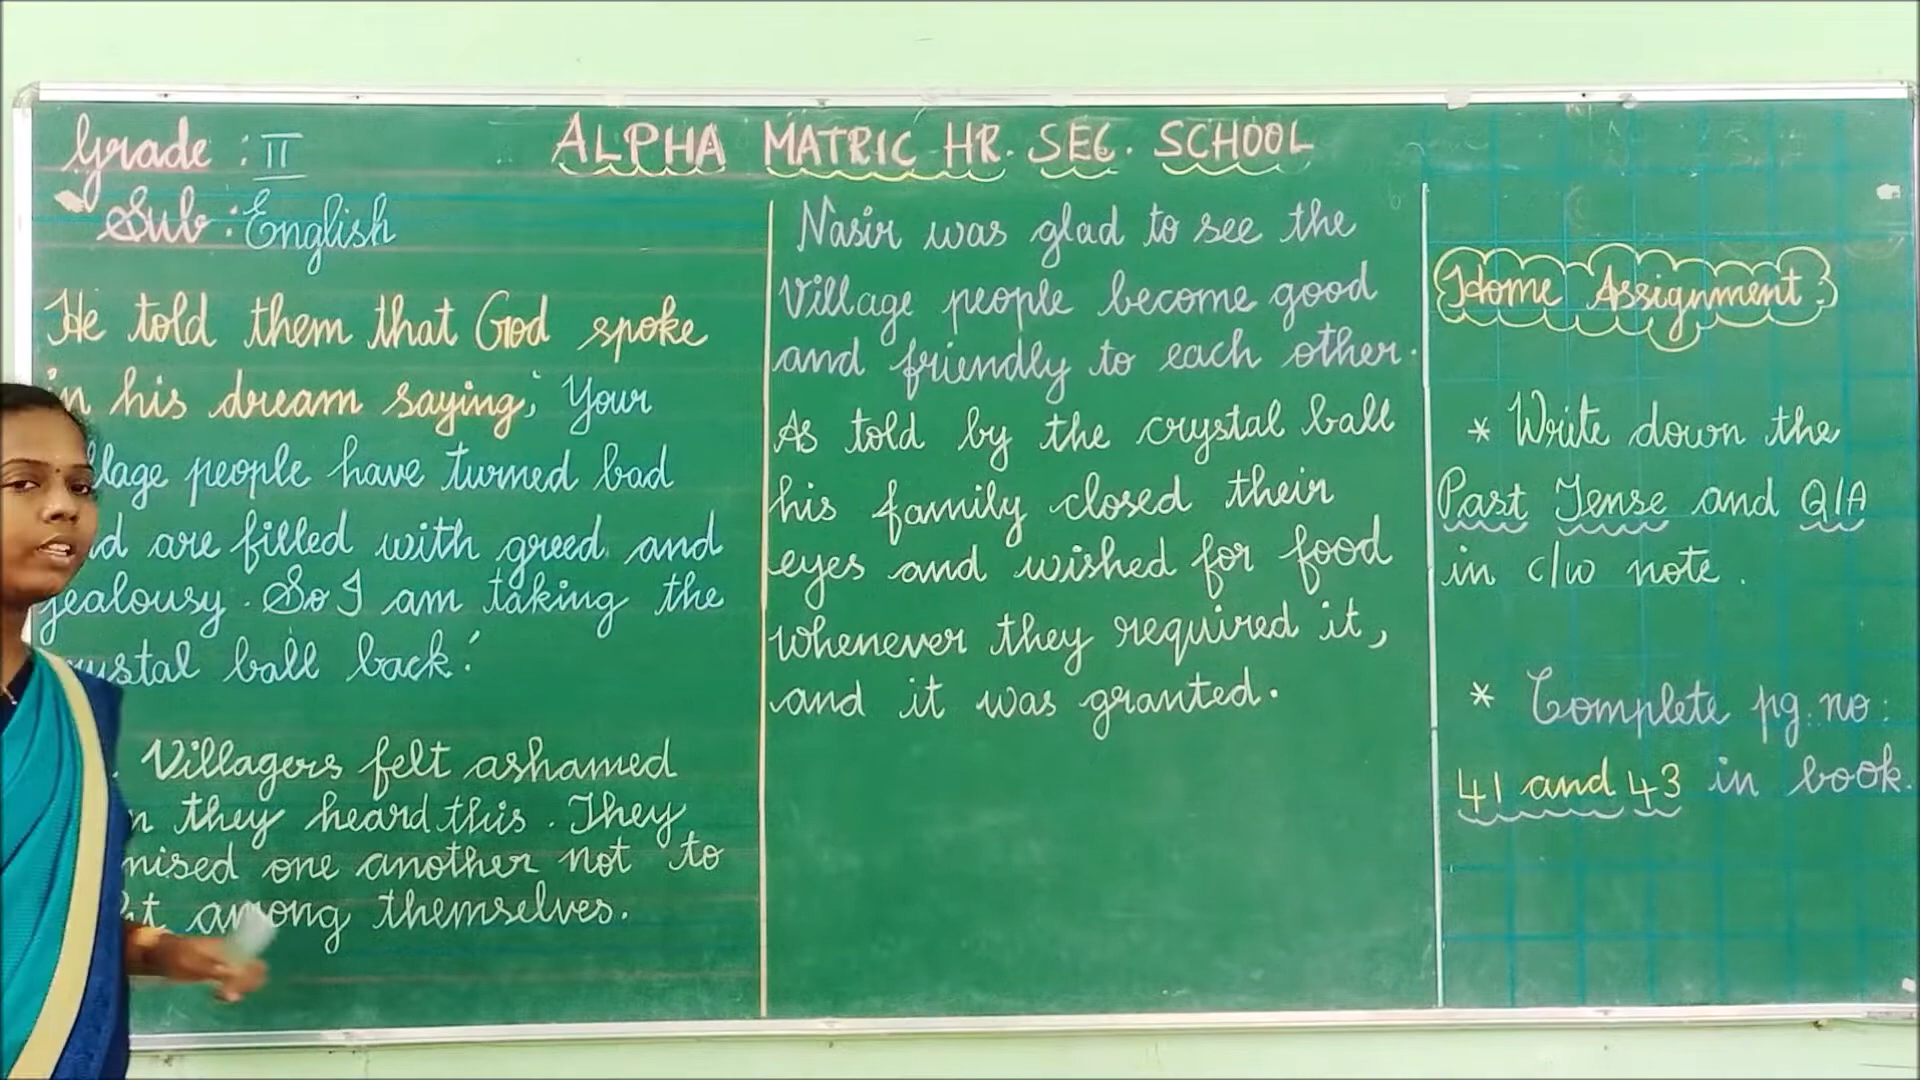 Grade : II
ALPHA MATRIC HR. SEC. SCHOOL
Sub : English
He told them that God spoke
in his dream saying, 'Your
llage people have turned bad
d are filled with greed and
jealousy. So I am taking the
ystal ball back.'
Villagers felt ashamed
n they heard this. They
mised one another not to
ht among themselves.
Nasir was glad to see the
Village people become good
and friendly to each other.
As told by the crystal ball
his family closed their
eyes and wished for food
whenever they required it,
and it was granted.
Home Assignment:
* Write down the
Past Tense and Q/A
in c/w note.
* Complete pg. no:
41 and 43 in book.